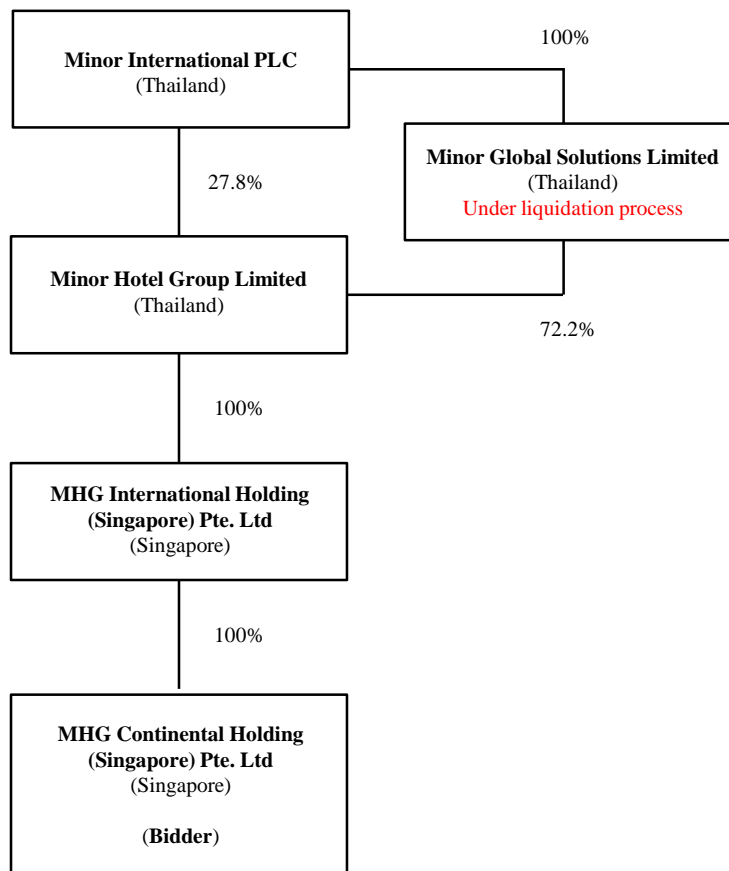 Minor International PLC
(Thailand)
100%
Minor Global Solutions Limited
(Thailand)
Under liquidation process
27.8%
Minor Hotel Group Limited
(Thailand)
72.2%
100%
MHG International Holding
(Singapore) Pte. Ltd
(Singapore)
100%
MHG Continental Holding
(Singapore) Pte. Ltd
(Singapore)
(Bidder)